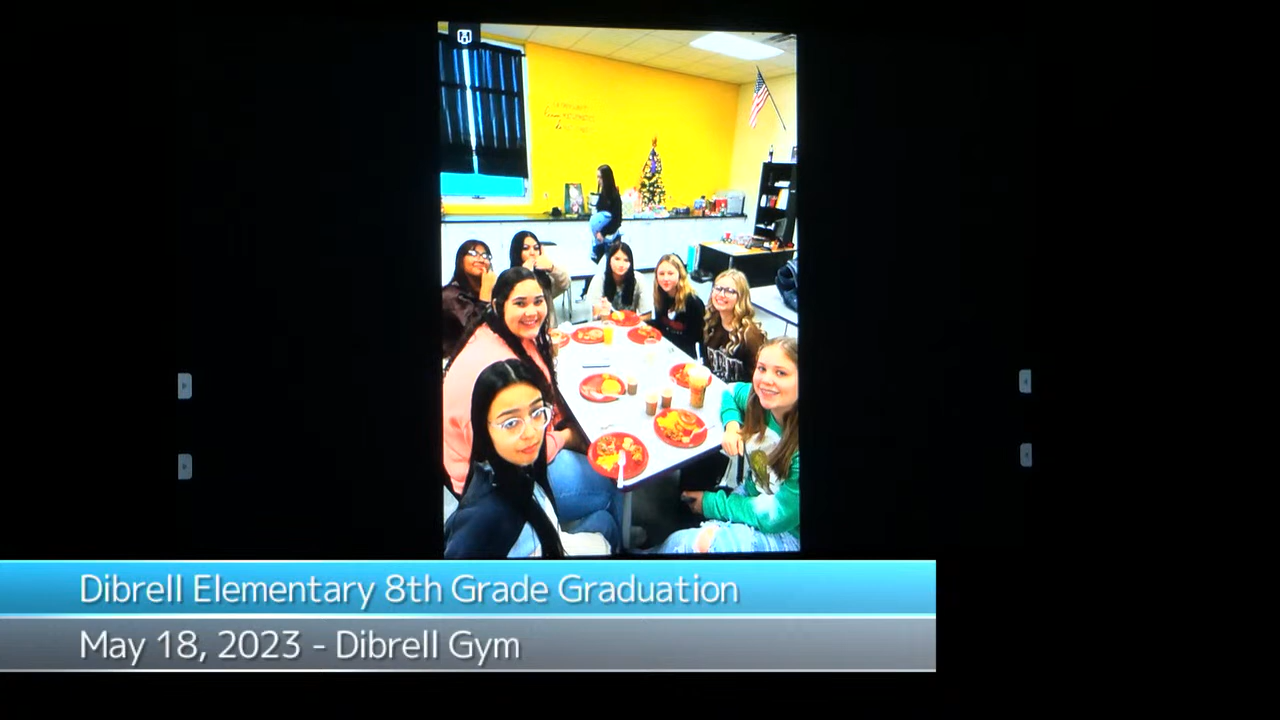 Dibrell Elementary 8th Grade Graduation
May 18, 2023 - Dibrell Gym